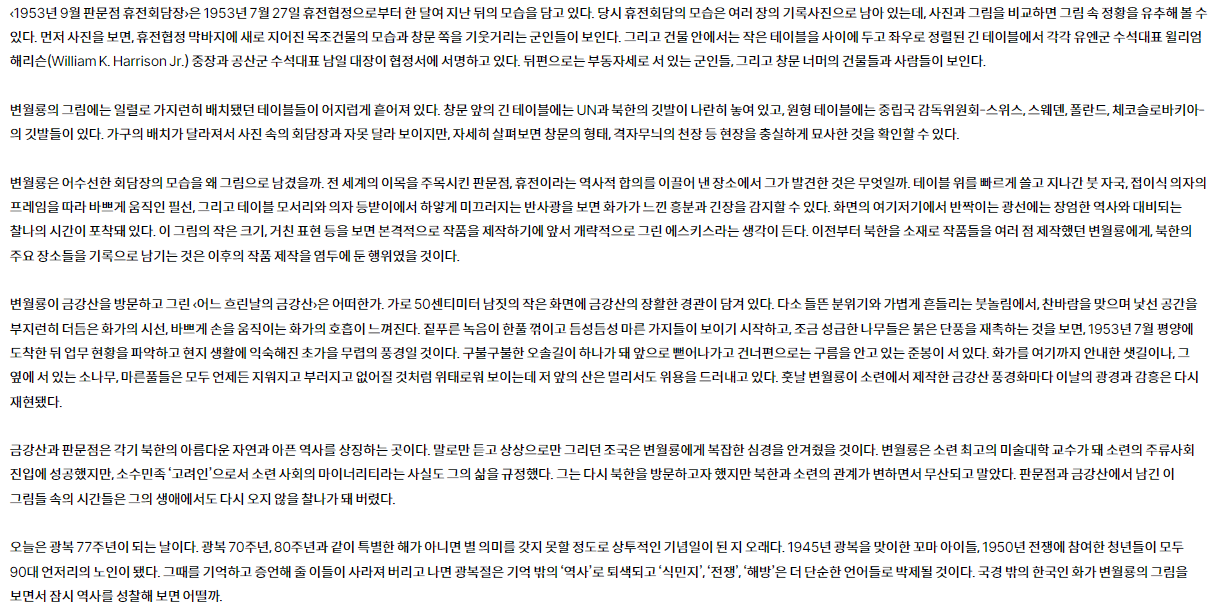 ‹1953년 9월 판문점 휴전회담장›은 1953년 7월 27일 휴전협정으로부터 한 달여 지난 뒤의 모습을 담고 있다. 당시 휴전회담의 모습은 여러 장의 기록사진으로 남아 있는데, 사진과 그림을 비교하면 그림 속 정황을 유추해 볼 수
있다. 먼저 사진을 보면, 휴전협정 막바지에 새로 지어진 목조건물의 모습과 창문 쪽을 기웃거리는 군인들이 보인다. 그리고 건물 안에서는 작은 테이블을 사이에 두고 좌우로 정렬된 긴 테이블에서 각각 유엔군 수석대표 윌리엄
해리슨(William K. Harrison Jr.) 중장과 공산군 수석대표 남일 대장이 협정서에 서명하고 있다. 뒤편으로는 부동자세로 서 있는 군인들, 그리고 창문 너머의 건물들과 사람들이 보인다.
변월룡의 그림에는 일렬로 가지런히 배치됐던 테이블들이 어지럽게 흩어져 있다. 창문 앞의 긴 테이블에는 UN과 북한의 깃발이 나란히 놓여 있고, 원형 테이블에는 중립국 감독위원회-스위스, 스웨덴, 폴란드, 체코슬로바키아-
의 깃발들이 있다. 가구의 배치가 달라져서 사진 속의 회담장과 자못 달라 보이지만, 자세히 살펴보면 창문의 형태, 격자무늬의 천장 등 현장을 충실하게 묘사한 것을 확인할 수 있다.
변월룡은 어수선한 회담장의 모습을 왜 그림으로 남겼을까. 전 세계의 이목을 주목시킨 판문점, 휴전이라는 역사적 합의를 이끌어 낸 장소에서 그가 발견한 것은 무엇일까. 테이블 위를 빠르게 쓸고 지나간 붓 자국, 접이식 의자의
프레임을 따라 바쁘게 움직인 필선, 그리고 테이블 모서리와 의자 등받이에서 하얗게 미끄러지는 반사광을 보면 화가가 느낀 흥분과 긴장을 감지할 수 있다. 화면의 여기저기에서 반짝이는 광선에는 장엄한 역사와 대비되는
찰나의 시간이 포착돼 있다. 이 그림의 작은 크기, 거친 표현 등을 보면 본격적으로 작품을 제작하기에 앞서 개략적으로 그린 에스키스라는 생각이 든다. 이전부터 북한을 소재로 작품들을 여러 점 제작했던 변월룡에게, 북한의
주요 장소들을 기록으로 남기는 것은 이후의 작품 제작을 염두에 둔 행위였을 것이다.
변월룡이 금강산을 방문하고 그린 ‹어느 흐린날의 금강산›은 어떠한가. 가로 50센티미터 남짓의 작은 화면에 금강산의 장활한 경관이 담겨 있다. 다소 들뜬 분위기와 가볍게 흔들리는 붓놀림에서, 찬바람을 맞으며 낯선 공간을
부지런히 더듬은 화가의 시선, 바쁘게 손을 움직이는 화가의 호흡이 느껴진다. 짙푸른 녹음이 한풀 꺾이고 듬성듬성 마른 가지들이 보이기 시작하고, 조금 성급한 나무들은 붉은 단풍을 재촉하는 것을 보면, 1953년 7월 평양에
도착한 뒤 업무 현황을 파악하고 현지 생활에 익숙해진 초가을 무렵의 풍경일 것이다. 구불구불한 오솔길이 하나가 돼 앞으로 뻗어나가고 건너편으로는 구름을 안고 있는 준봉이 서 있다. 화가를 여기까지 안내한 샛길이나, 그
옆에 서 있는 소나무, 마른풀들은 모두 언제든 지워지고 부러지고 없어질 것처럼 위태로워 보이는데 저 앞의 산은 멀리서도 위용을 드러내고 있다. 훗날 변월룡이 소련에서 제작한 금강산 풍경화마다 이날의 광경과 감흥은 다시
재현됐다.
금강산과 판문점은 각기 북한의 아름다운 자연과 아픈 역사를 상징하는 곳이다. 말로만 듣고 상상으로만 그리던 조국은 변월룡에게 복잡한 심경을 안겨줬을 것이다. 변월룡은 소련 최고의 미술대학 교수가 돼 소련의 주류사회
진입에 성공했지만, 소수민족 ‘고려인’으로서 소련 사회의 마이너리티라는 사실도 그의 삶을 규정했다. 그는 다시 북한을 방문하고자 했지만 북한과 소련의 관계가 변하면서 무산되고 말았다. 판문점과 금강산에서 남긴 이
그림들 속의 시간들은 그의 생애에서도 다시 오지 않을 찰나가 돼 버렸다.
오늘은 광복 77주년이 되는 날이다. 광복 70주년, 80주년과 같이 특별한 해가 아니면 별 의미를 갖지 못할 정도로 상투적인 기념일이 된 지 오래다. 1945년 광복을 맞이한 꼬마 아이들, 1950년 전쟁에 참여한 청년들이 모두
90대 언저리의 노인이 됐다. 그때를 기억하고 증언해 줄 이들이 사라져 버리고 나면 광복절은 기억 밖의 ‘역사’로 퇴색되고 ‘식민지’, ‘전쟁’, ‘해방’은 더 단순한 언어들로 박제될 것이다. 국경 밖의 한국인 화가 변월룡의 그림을
보면서 잠시 역사를 성찰해 보면 어떨까.